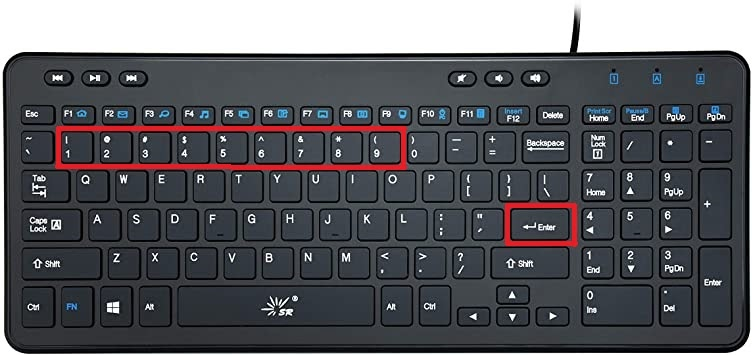 1 A
Esc F1 F2 F3 F4 F5 F6 F7 F8 F9 F10 F11 Insert F12 Delete Print Scr Home Pause/B End PgUp PgDn
~ ! @ # $ % ^ & * ( ) _ + Backspace Num Lock / * -
` 1 2 3 4 5 6 7 8 9 0 - = 1
Tab Q W E R T Y U I O P { [ } ] | \ 7 Home 8 9 PgUp +
Caps Lock A A S D F G H J K L : ; " ' Enter 4 5 6
Shift Z X C V B N M < , > . ? / Shift 1 End 2 3 PgDn Enter
Ctrl FN Alt SR ® Alt Ctrl 0 Ins . Del